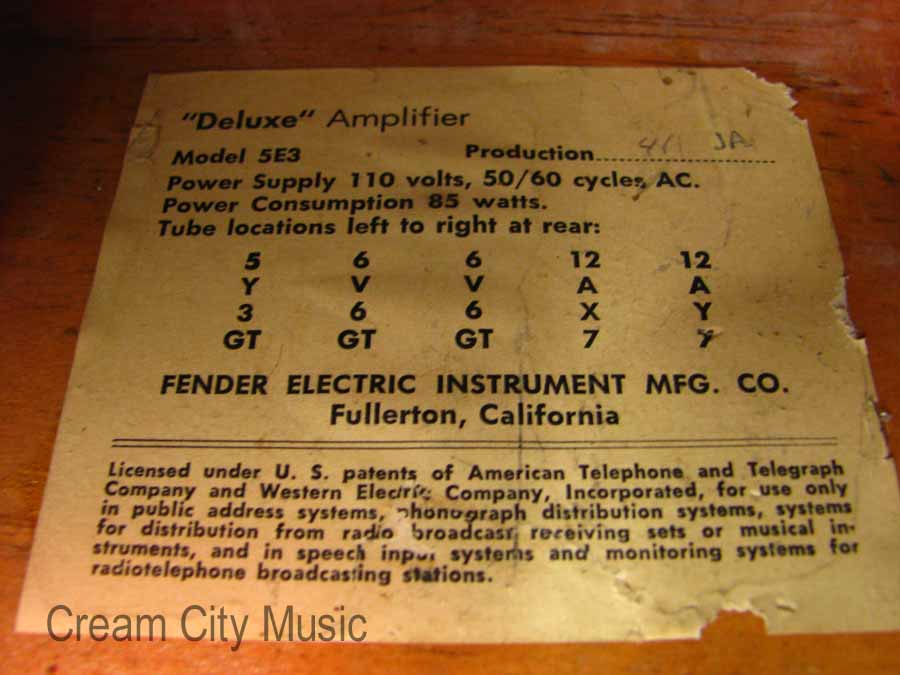 "Deluxe" Amplifier
Model 5E3 Production.......... JA
Power Supply 110 volts, 50/60 cycles, AC.
Power Consumption 85 watts.
Tube locations left to right at rear:
5 6 6 12 12
Y V V A A
3 6 6 X Y
GT GT GT 7 7
FENDER ELECTRIC INSTRUMENT MFG. CO.
Fullerton, California
Licensed under U. S. patents of American Telephone and Telegraph
Company and Western Electric Company, Incorporated, for use only
in public address systems, phonograph distribution systems, systems
for distribution from radio broadcast receiving sets or musical in-
struments, and in speech input systems and monitoring systems for
radiotelephone broadcasting stations.
Cream City Music